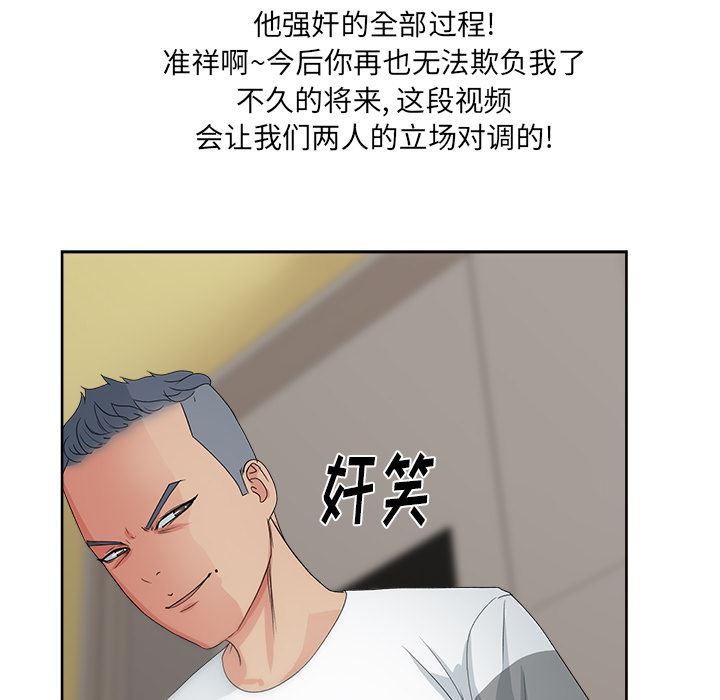 他强奸的全部过程!
准祥啊~今后你再也无法欺负我了
不久的将来, 这段视频
会让我们两人的立场对调的!
奸笑